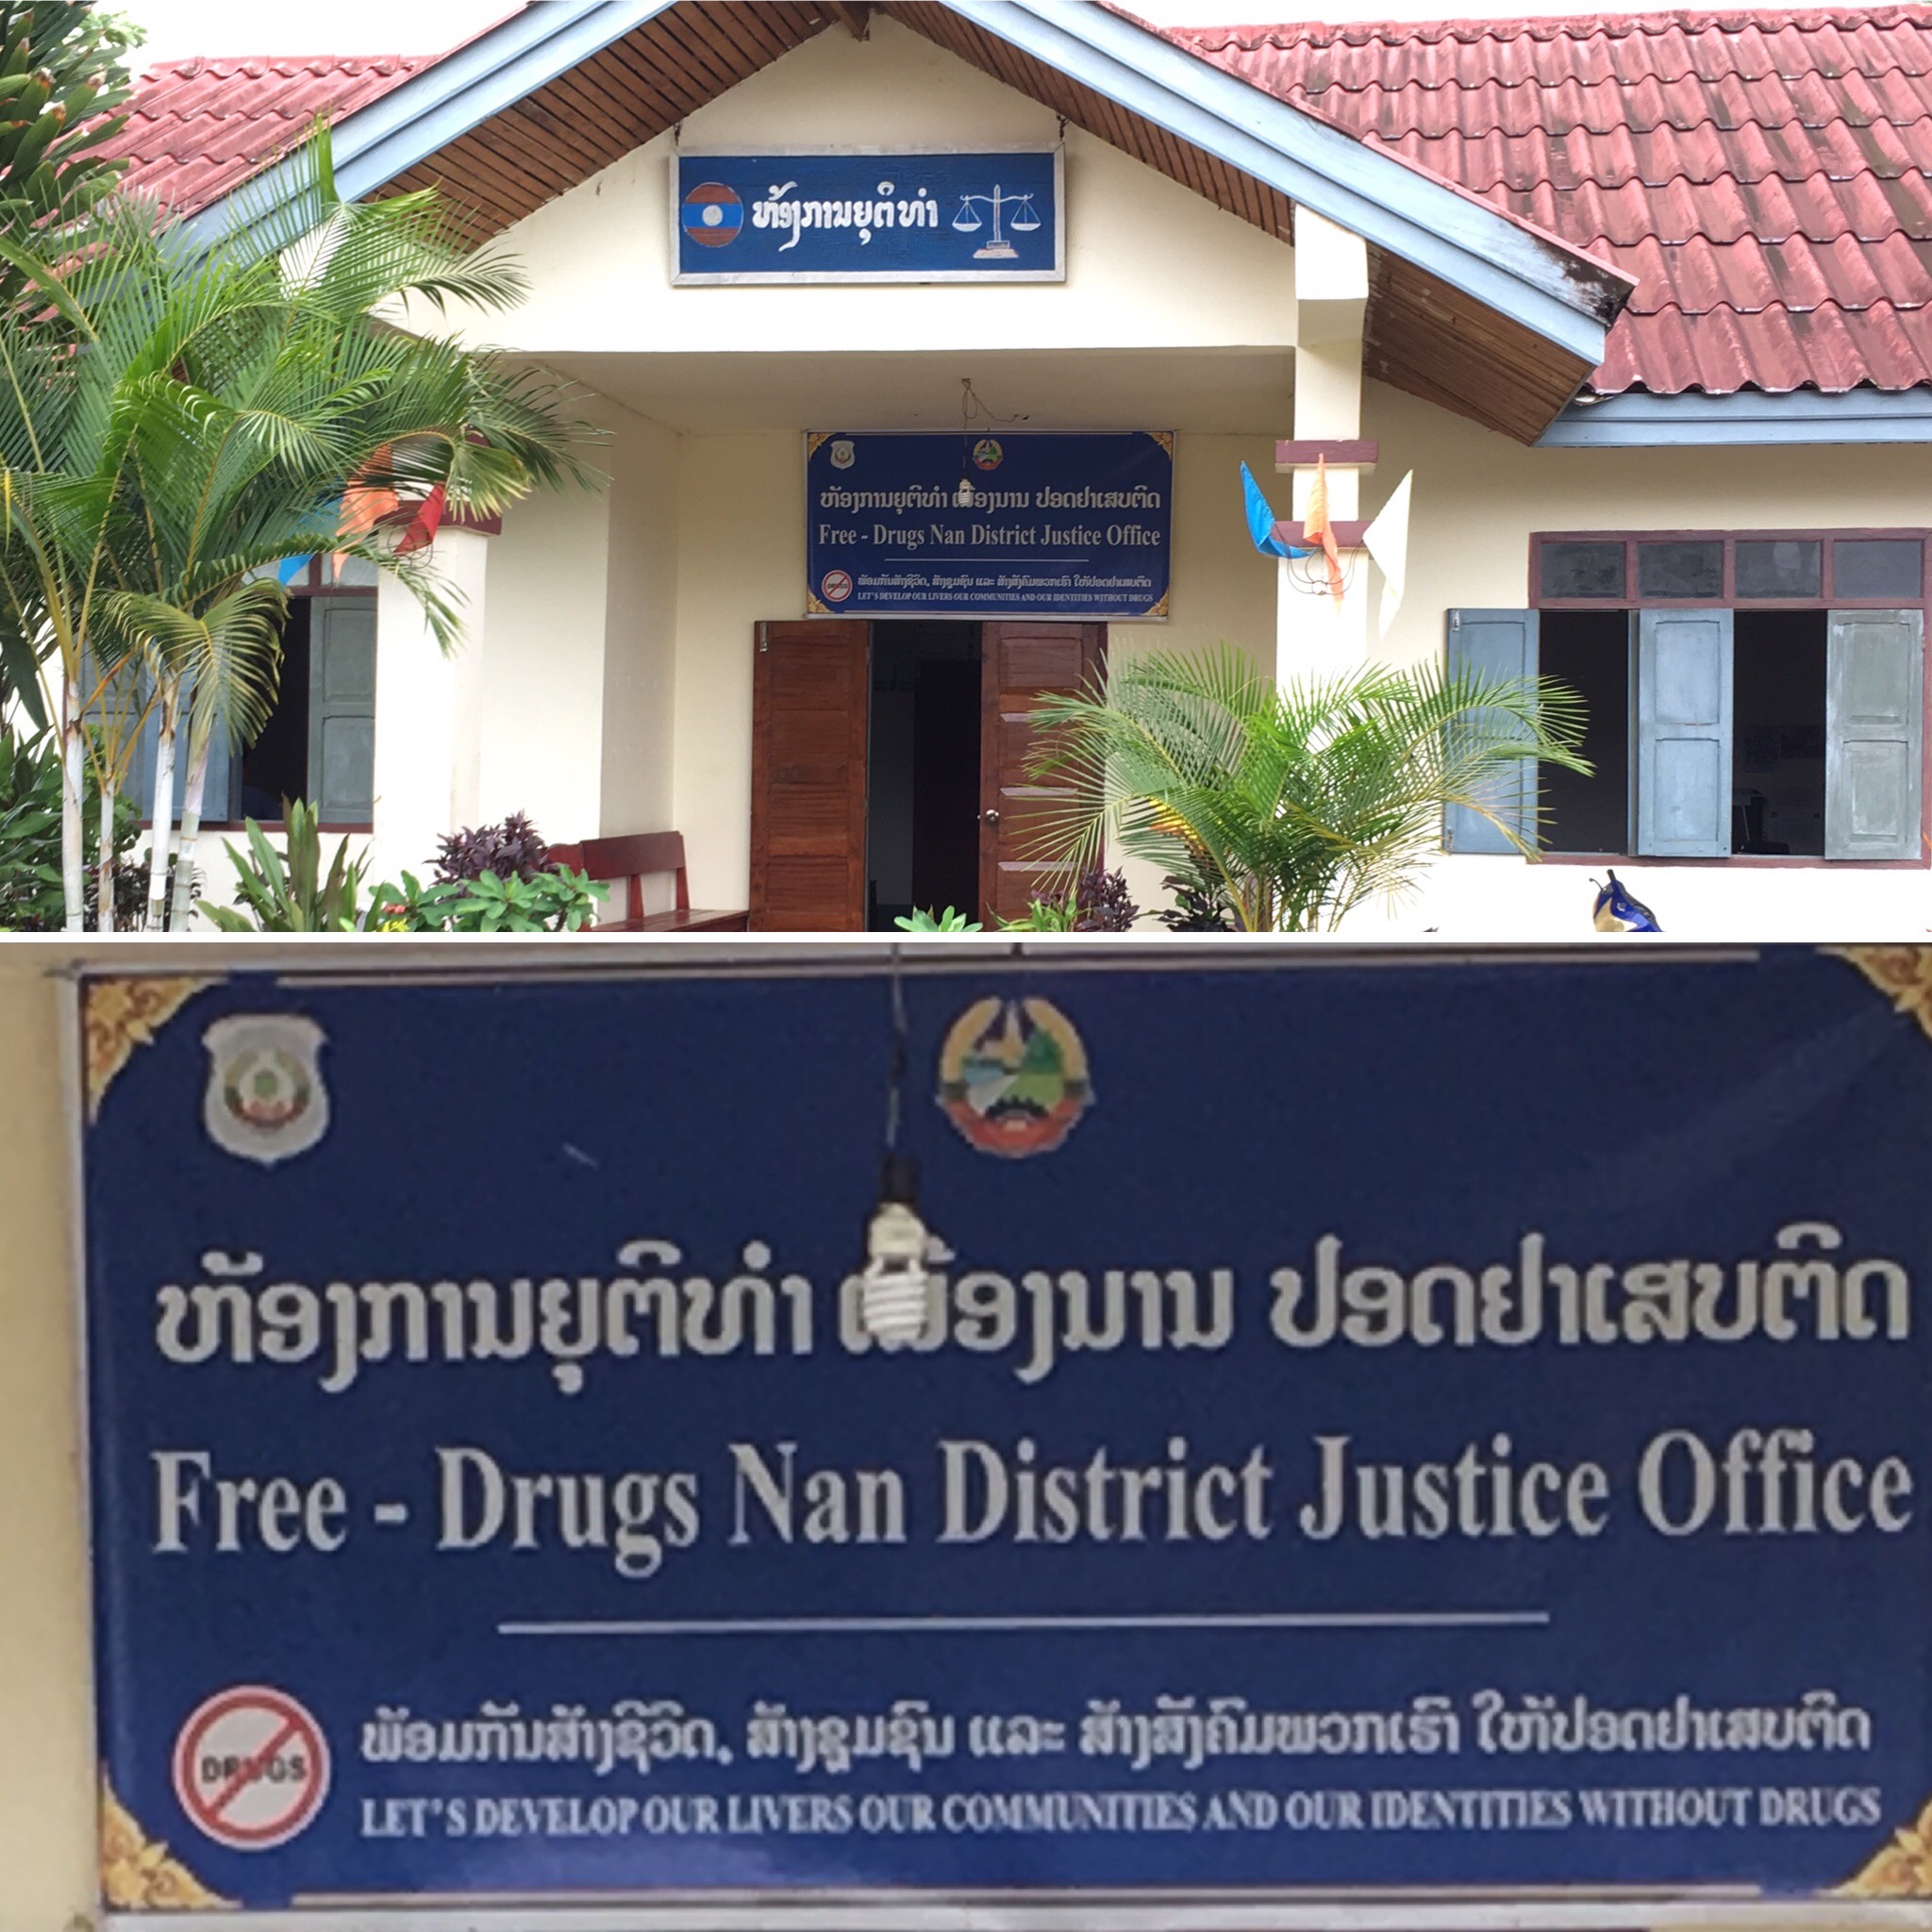 ຫ້ອງການຍຸຕິທຳ
ຫ້ອງການຍຸຕິທຳ ເມືອງນານ ປອດຢາເສບຕິດ
Free - Drugs Nan District Justice Office
DRUGS
ພ້ອມກັນສ້າງຊີວິດ, ສ້າງຊຸມຊົນ ແລະ ສ້າງສັງຄົມພວກເຮົາ ໃຫ້ປອດຢາເສບຕິດ
LET'S DEVELOP OUR LIVERS OUR COMMUNITIES AND OUR IDENTITIES WITHOUT DRUGS
ຫ້ອງການຍຸຕິທຳ ເມືອງນານ ປອດຢາເສບຕິດ
Free - Drugs Nan District Justice Office
DRUGS
ພ້ອມກັນສ້າງຊີວິດ, ສ້າງຊຸມຊົນ ແລະ ສ້າງສັງຄົມພວກເຮົາ ໃຫ້ປອດຢາເສບຕິດ
LET'S DEVELOP OUR LIVERS OUR COMMUNITIES AND OUR IDENTITIES WITHOUT DRUGS